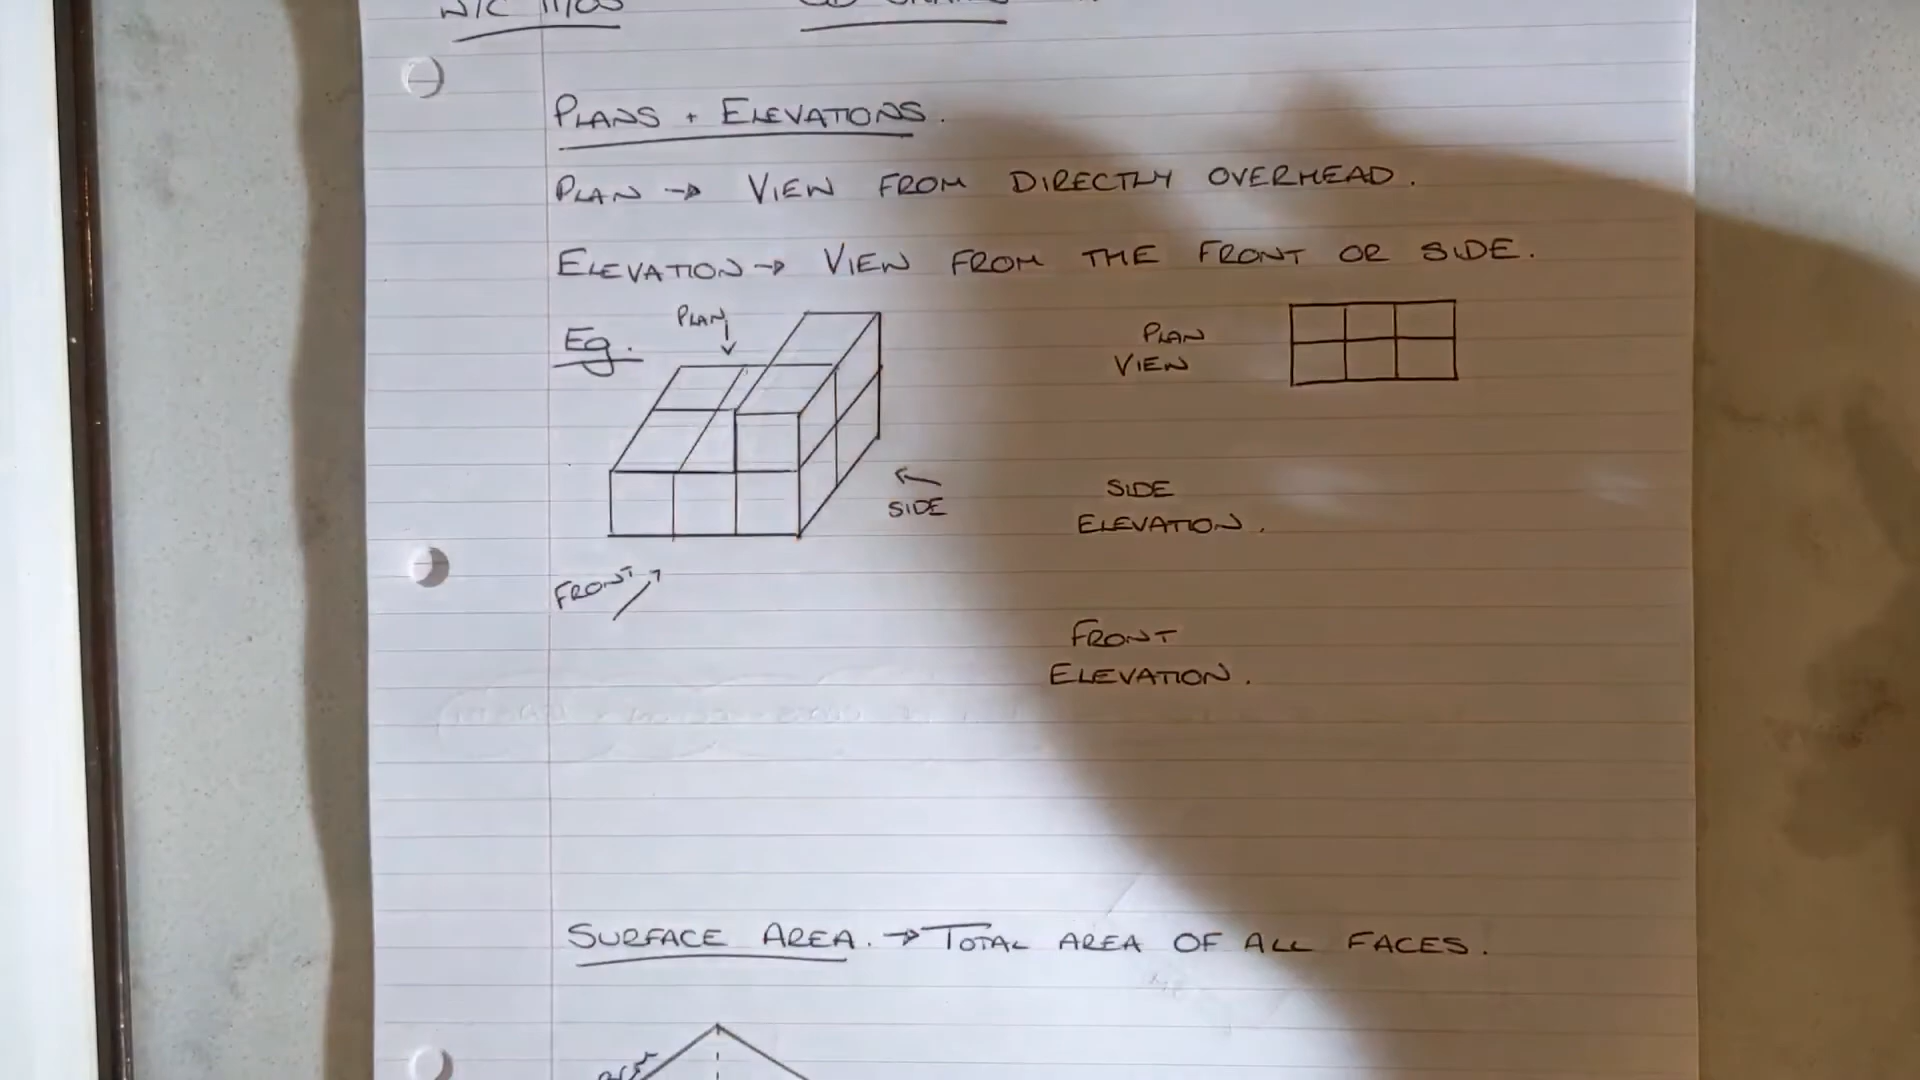 PLANS + ELEVATIONS.
PLAN → VIEW FROM DIRECTLY OVERHEAD.
ELEVATION → VIEW FROM THE FRONT OR SIDE.
Eg.
PLAN
PLAN
VIEW
SIDE
SIDE
ELEVATION.
FRONT
FRONT
ELEVATION.
SURFACE AREA. → TOTAL AREA OF ALL FACES.